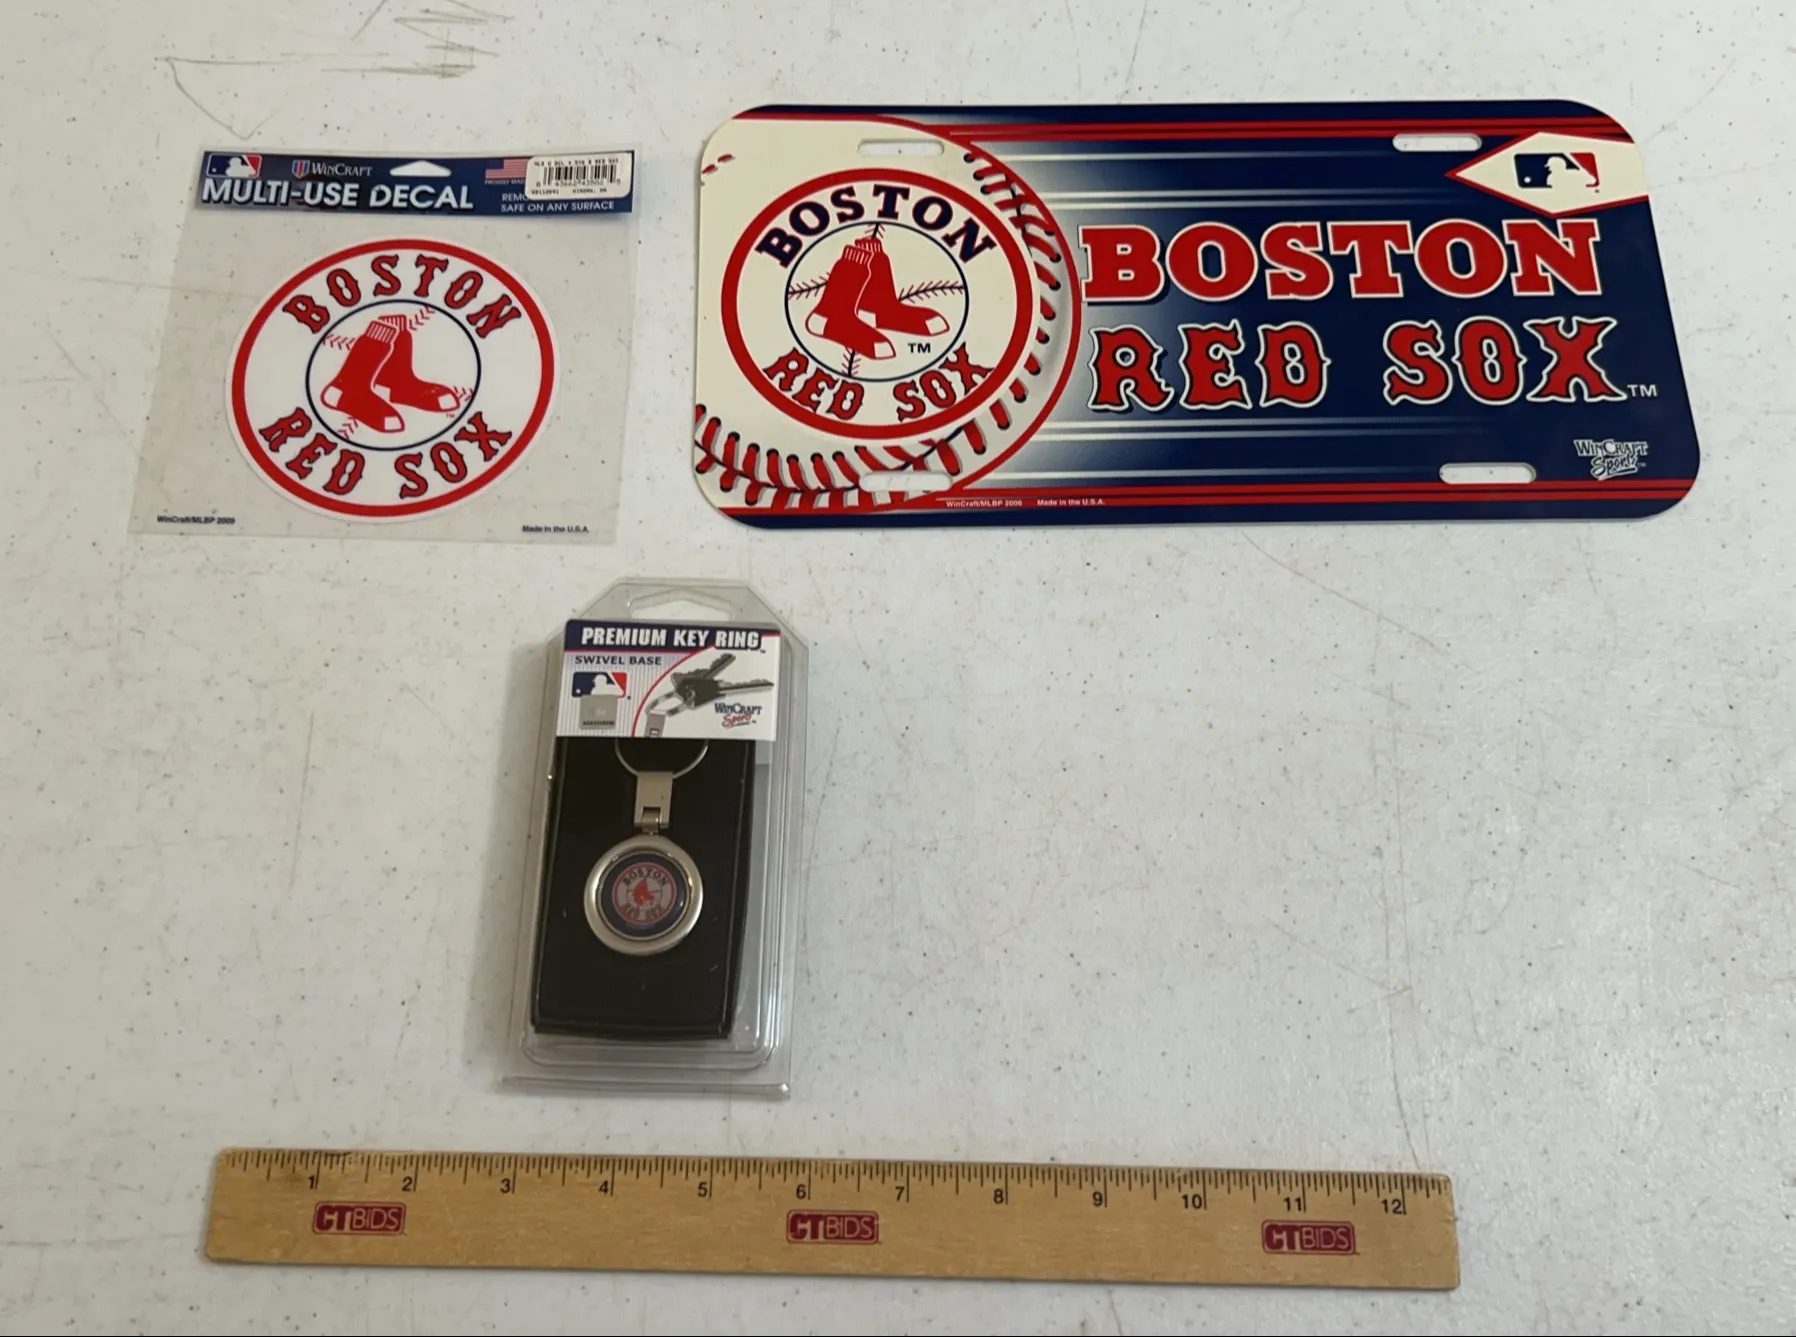 WINCRAFT
MULTI-USE DECAL
SAFE ON ANY SURFACE
BOSTON
RED SOX
WinCraft/MLBP 2009
Made in the U.S.A.
BOSTON
RED SOX
TM
BOSTON
RED SOX TM
WINCRAFT
Sports
WinCraft/MLBP 2006 Made in the U.S.A.
PREMIUM KEY RING
SWIVEL BASE
WINCRAFT
Sports
BOSTON
RED SOX
1 2 3 4 5 6 7 8 9 10 11 12
CTBIDS CTBIDS CTBIDS